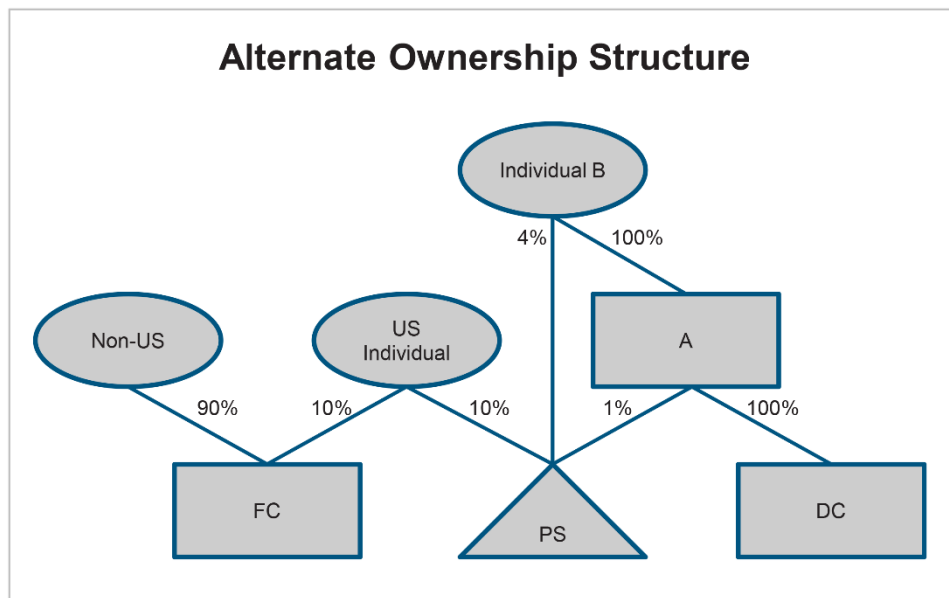 Alternate Ownership Structure
Individual B
4%
100%
Non-US
US
Individual
A
90%
10%
10%
1%
100%
FC
PS
DC